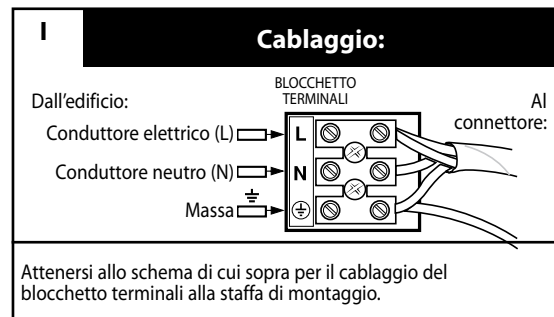 I
Cablaggio:
BLOCCHETTO
TERMINALI
Dall'edificio:
Al
connettore:
Conduttore elettrico (L)
L
Conduttore neutro (N)
N
Massa
Attenersi allo schema di cui sopra per il cablaggio del
blocchetto terminali alla staffa di montaggio.